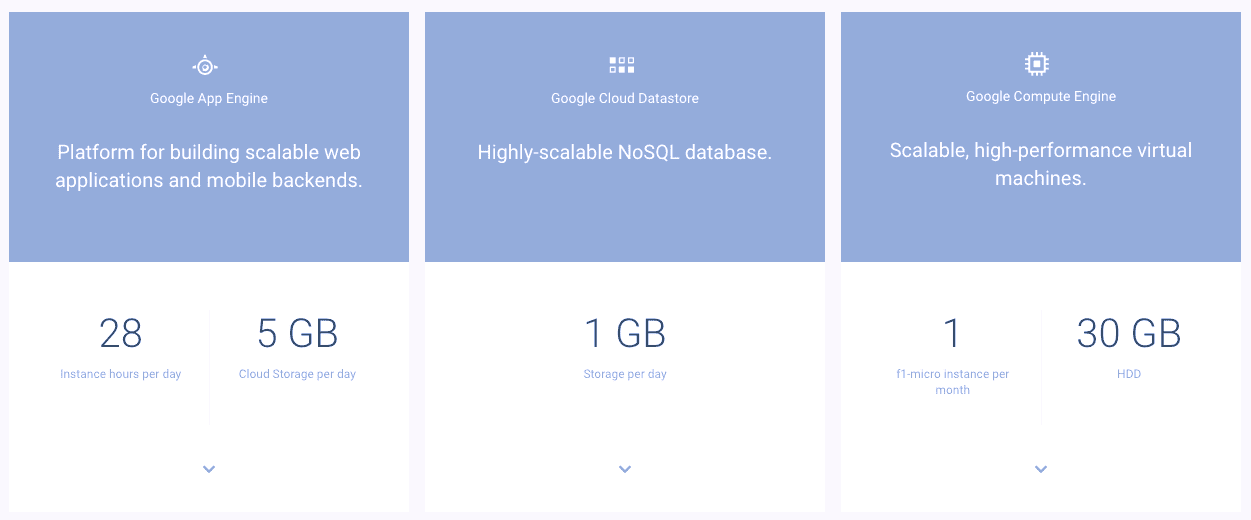 Google App Engine
Platform for building scalable web
applications and mobile backends.
28
Instance hours per day
5 GB
Cloud Storage per day
Google Cloud Datastore
Highly-scalable NoSQL database.
1 GB
Storage per day
Google Compute Engine
Scalable, high-performance virtual
machines.
1
f1-micro instance per
month
30 GB
HDD